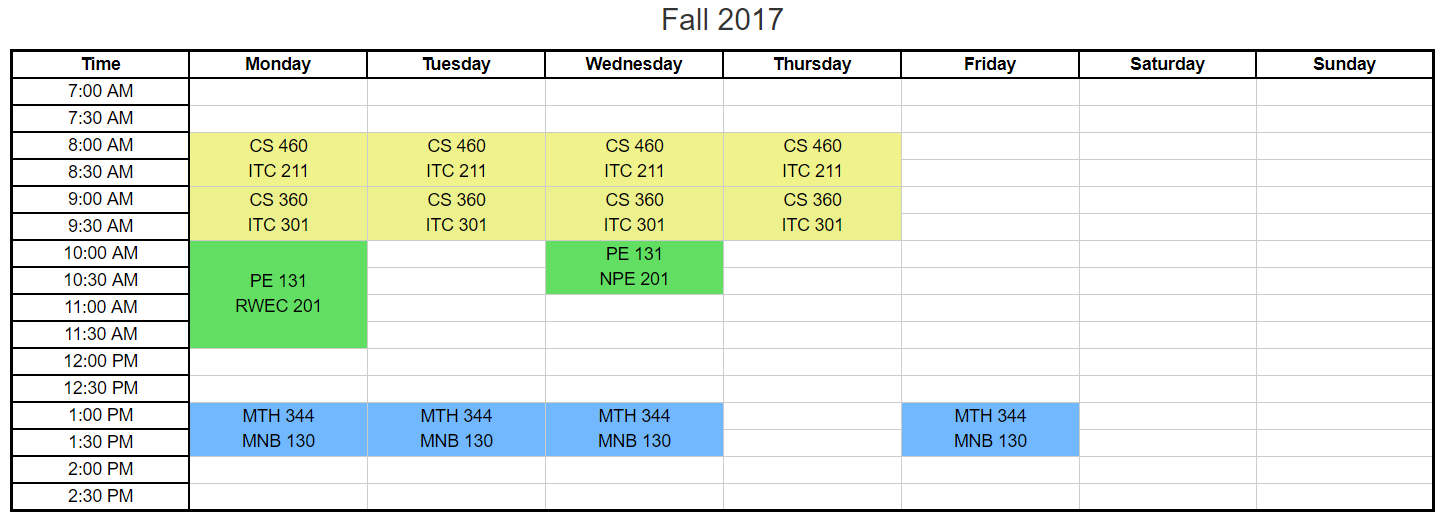 Fall 2017
Time Monday Tuesday Wednesday Thursday Friday Saturday Sunday
7:00 AM
7:30 AM
8:00 AM CS 460 CS 460 CS 460 CS 460
8:30 AM ITC 211 ITC 211 ITC 211 ITC 211
9:00 AM CS 360 CS 360 CS 360 CS 360
9:30 AM ITC 301 ITC 301 ITC 301 ITC 301
10:00 AM PE 131
10:30 AM PE 131 NPE 201
11:00 AM RWEC 201
11:30 AM
12:00 PM
12:30 PM
1:00 PM MTH 344 MTH 344 MTH 344 MTH 344
1:30 PM MNB 130 MNB 130 MNB 130 MNB 130
2:00 PM
2:30 PM